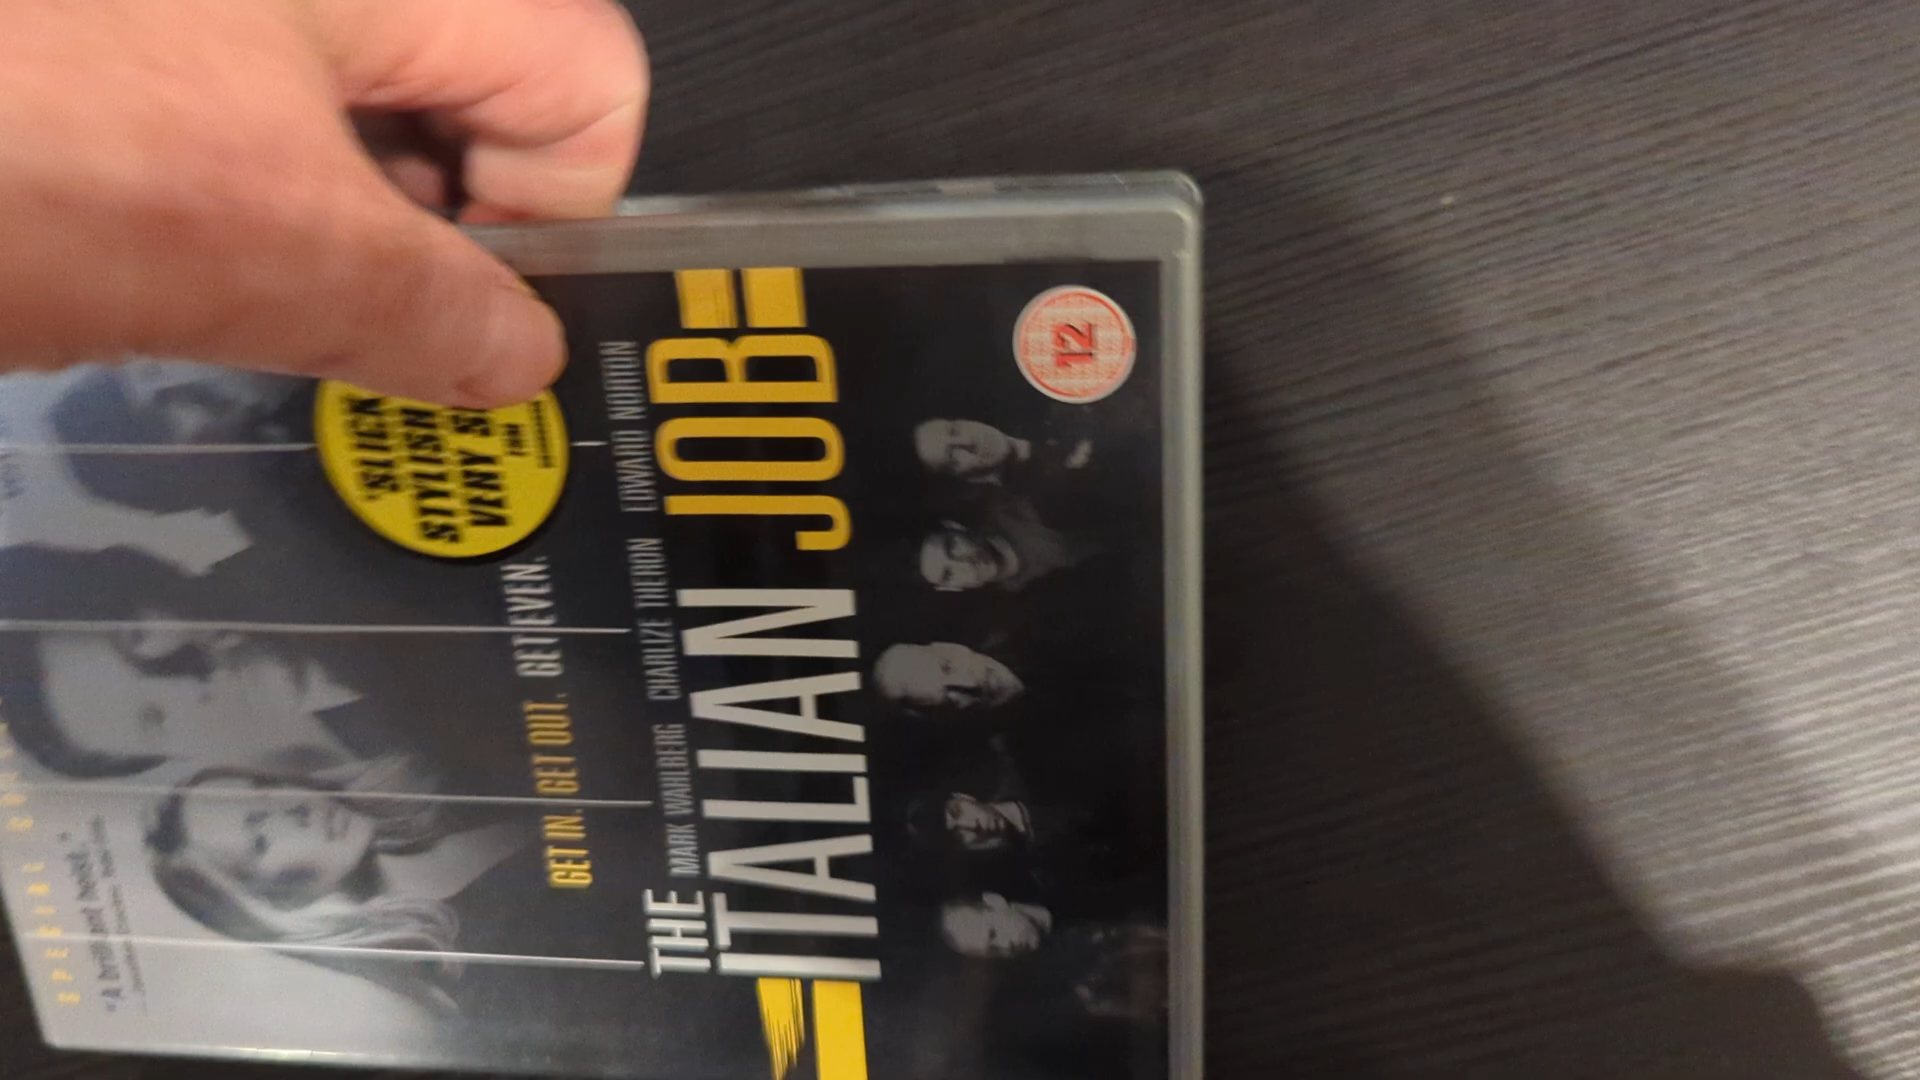 "A brilliant heist."
'SLICK
STYLISH
VERY
GET IN. GET OUT. GET EVEN.
MARK WAHLBERG CHARLIZE THERON EDWARD NORTON
THE
ITALIAN JOB
12